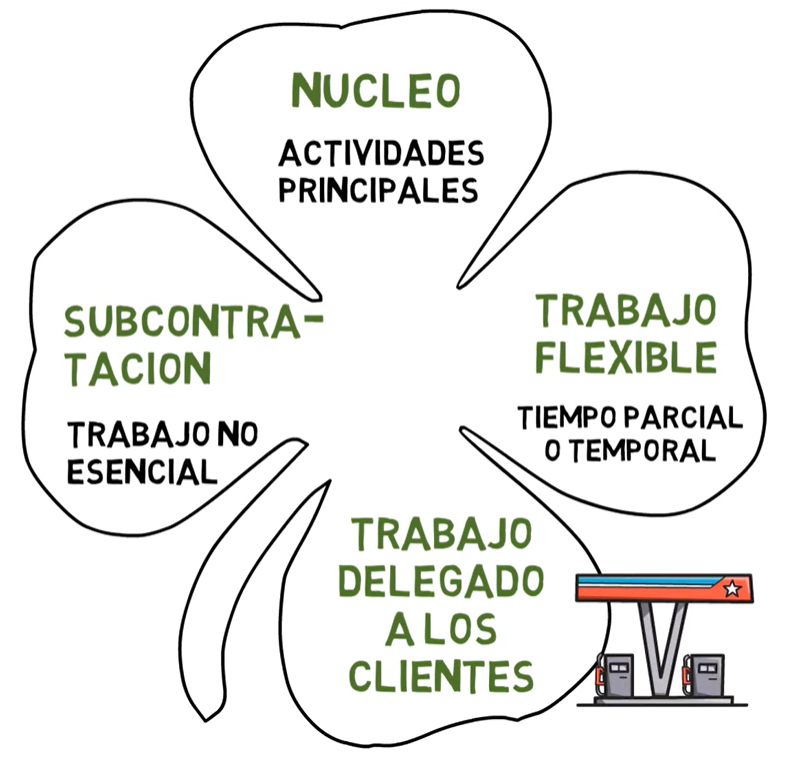 NUCLEO
ACTIVIDADES
PRINCIPALES
SUBCONTRA-
TACION
TRABAJO NO
ESENCIAL
TRABAJO
FLEXIBLE
TIEMPO PARCIAL
O TEMPORAL
TRABAJO
DELEGADO
A LOS
CLIENTES